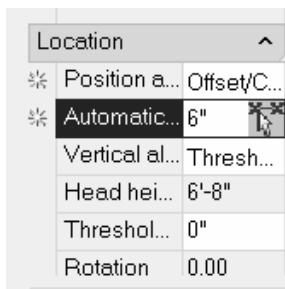 Location
Position a... Offset/C...
Automatic... 6"
Vertical al... Thresh...
Head hei... 6'-8"
Threshol... 0"
Rotation 0.00